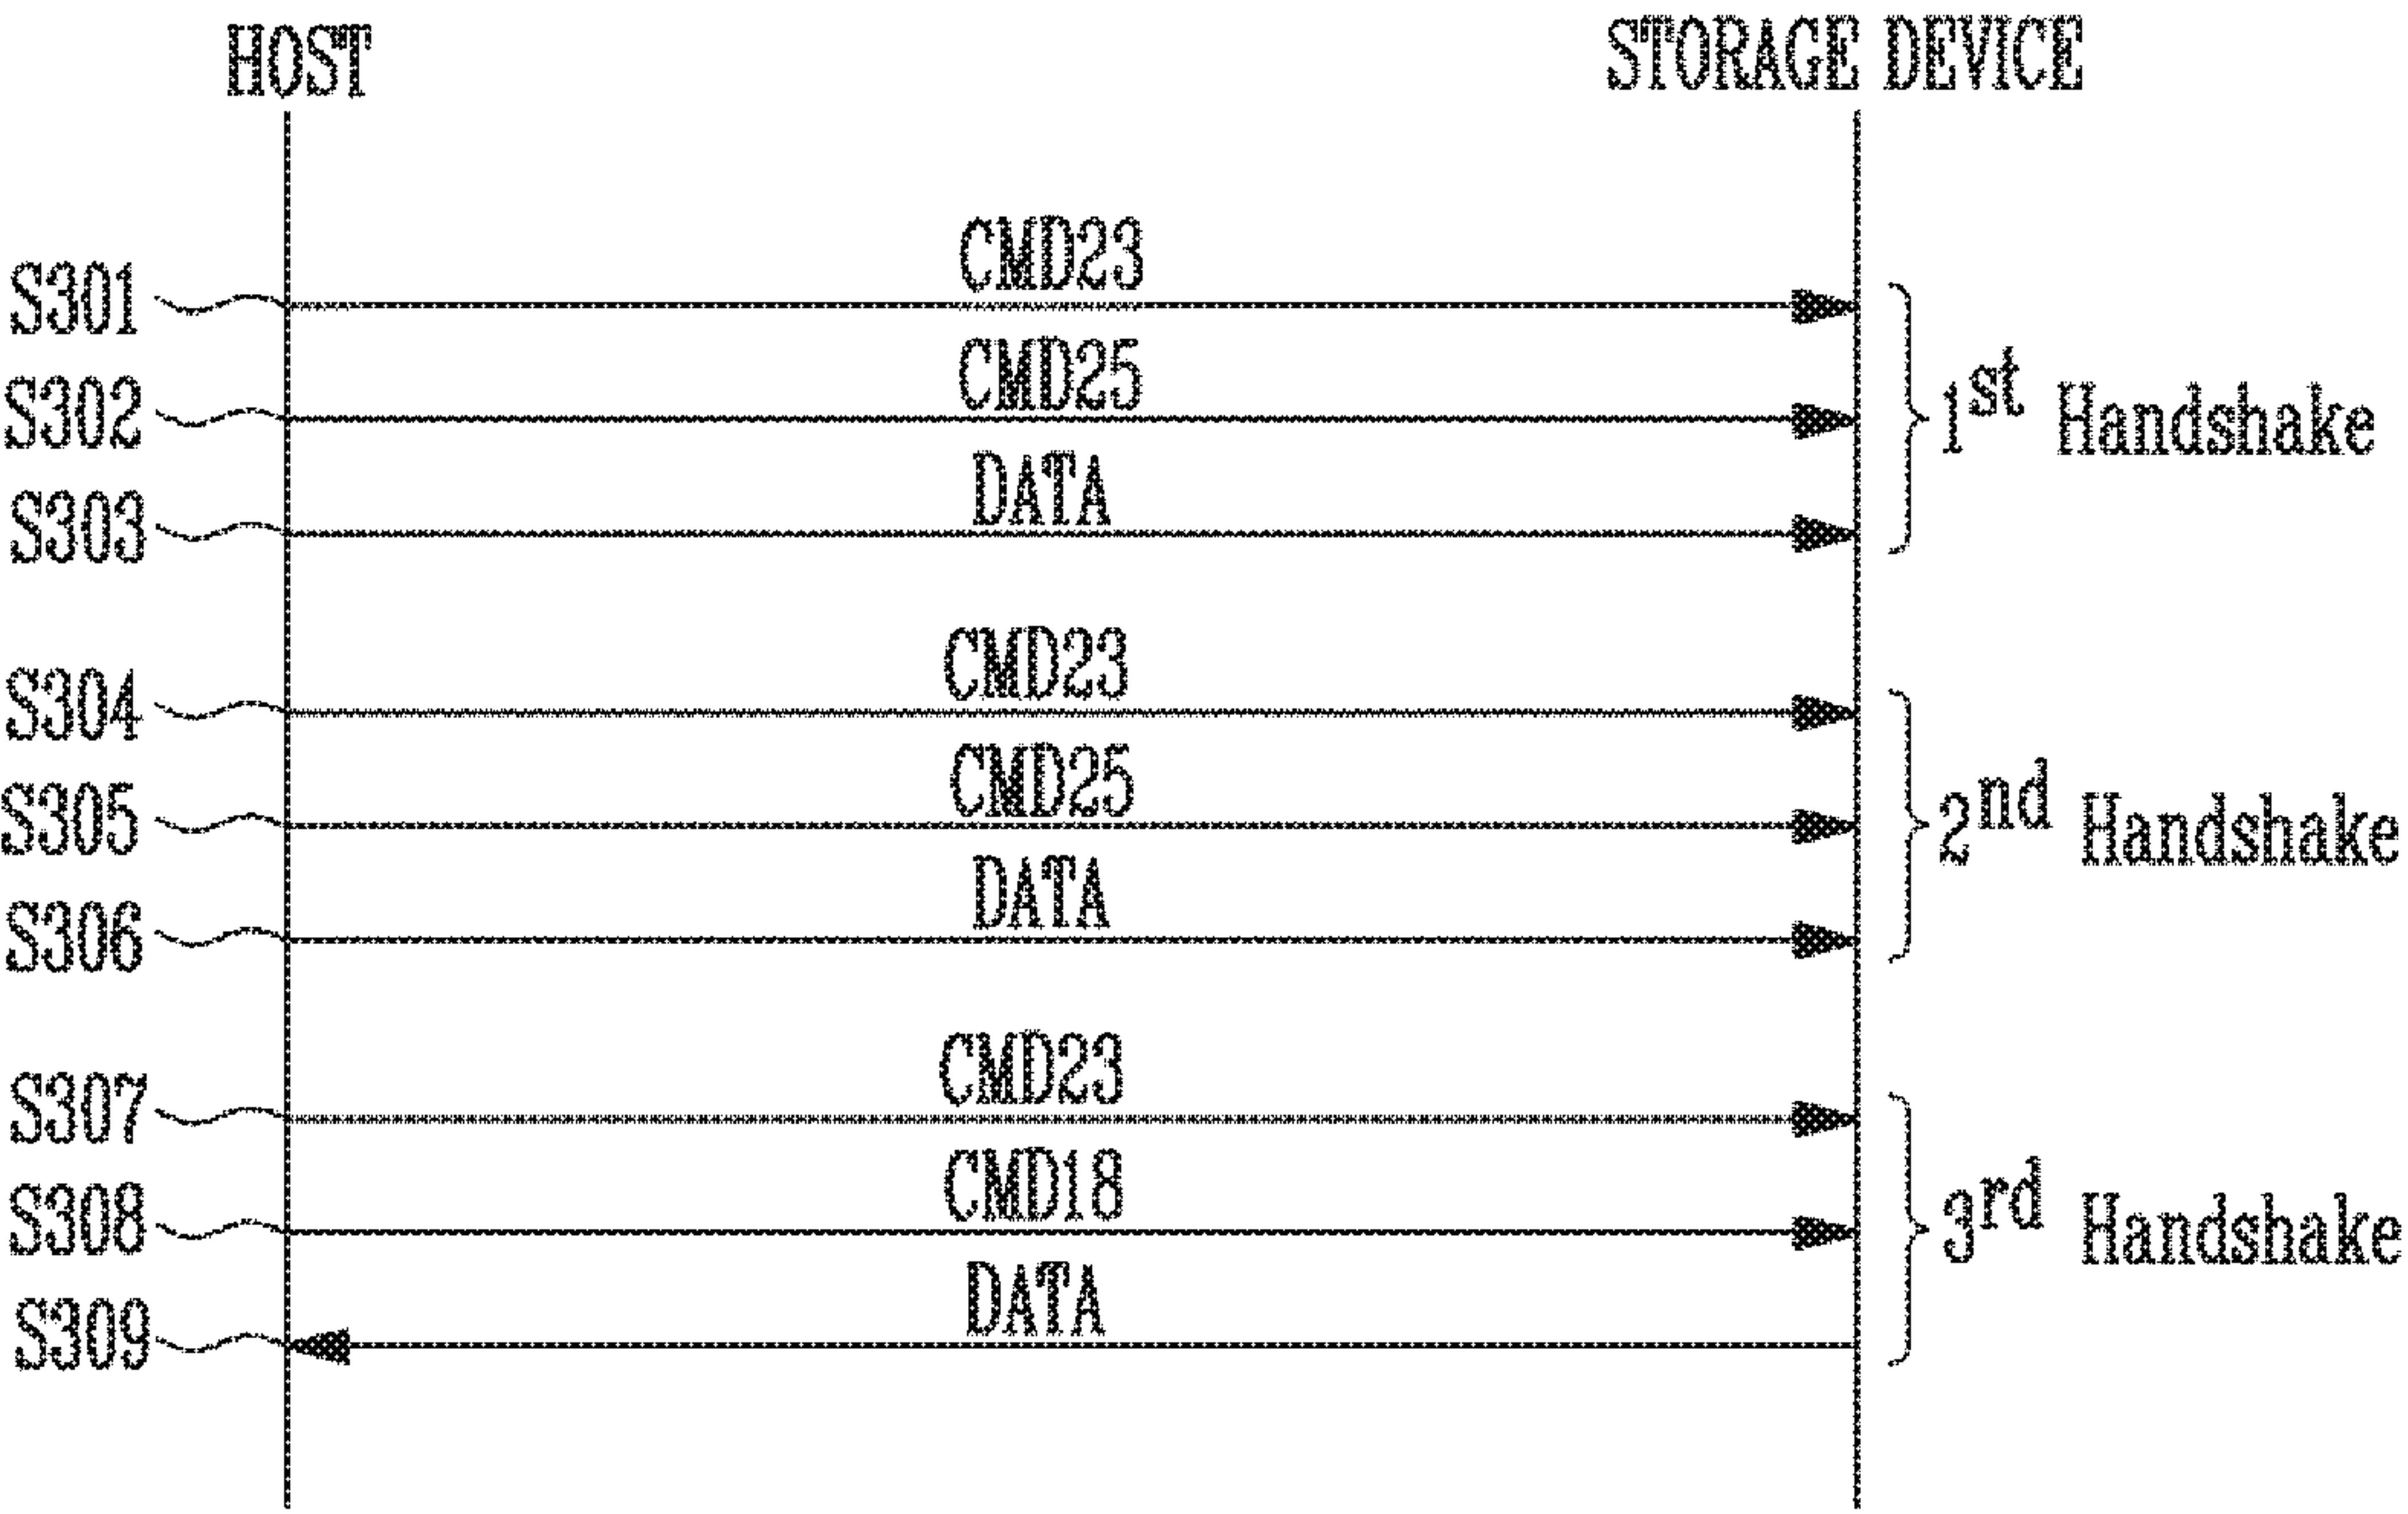 HOST STORAGE DEVICE
CMD23
S301
CMD25
S302
1st Handshake
DATA
S303
CMD23
S304
CMD25
S305
2nd Handshake
DATA
S306
CMD23
S307
CMD18
S308
3rd Handshake
DATA
S309